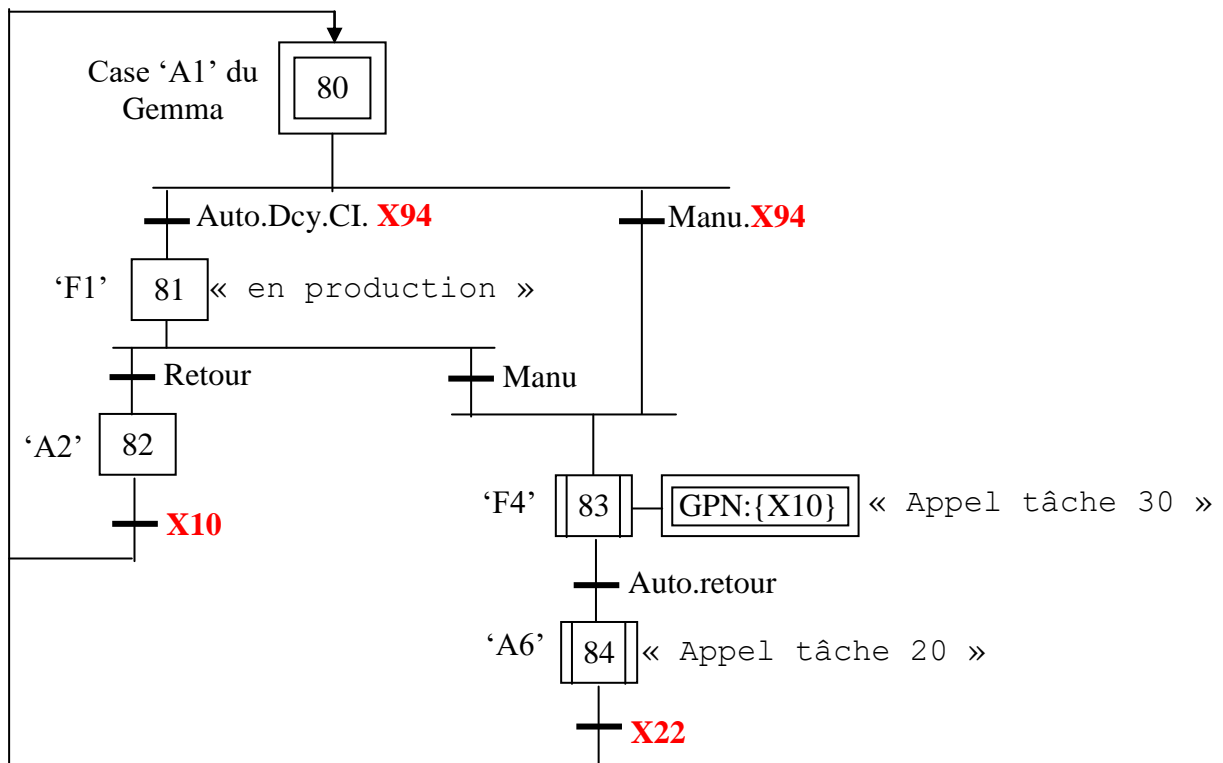 Case ‘A1’ du
Gemma
80
Auto.Dcy.CI. X94
Manu.X94
‘F1’ 81 « en production »
Retour
Manu
‘A2’ 82
‘F4’ 83 GPN:{X10} « Appel tâche 30 »
X10
Auto.retour
‘A6’ 84 « Appel tâche 20 »
X22